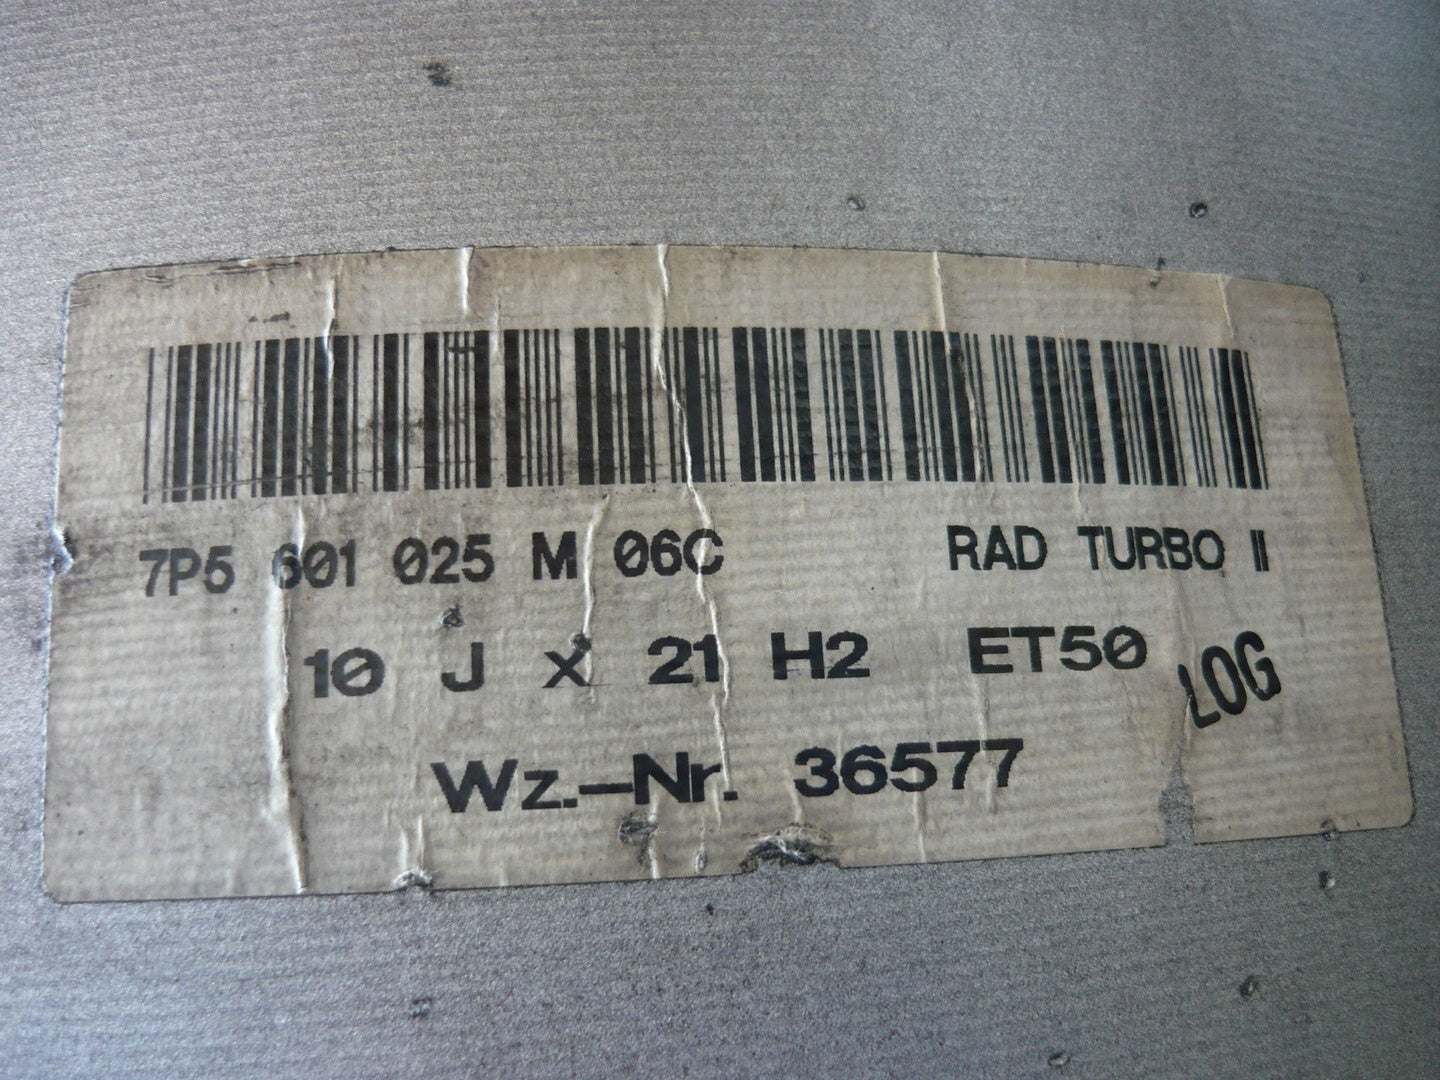 7P5 601 025 M 06C RAD TURBO II
10 J x 21 H2 ET50
LOG
Wz.-Nr. 36577